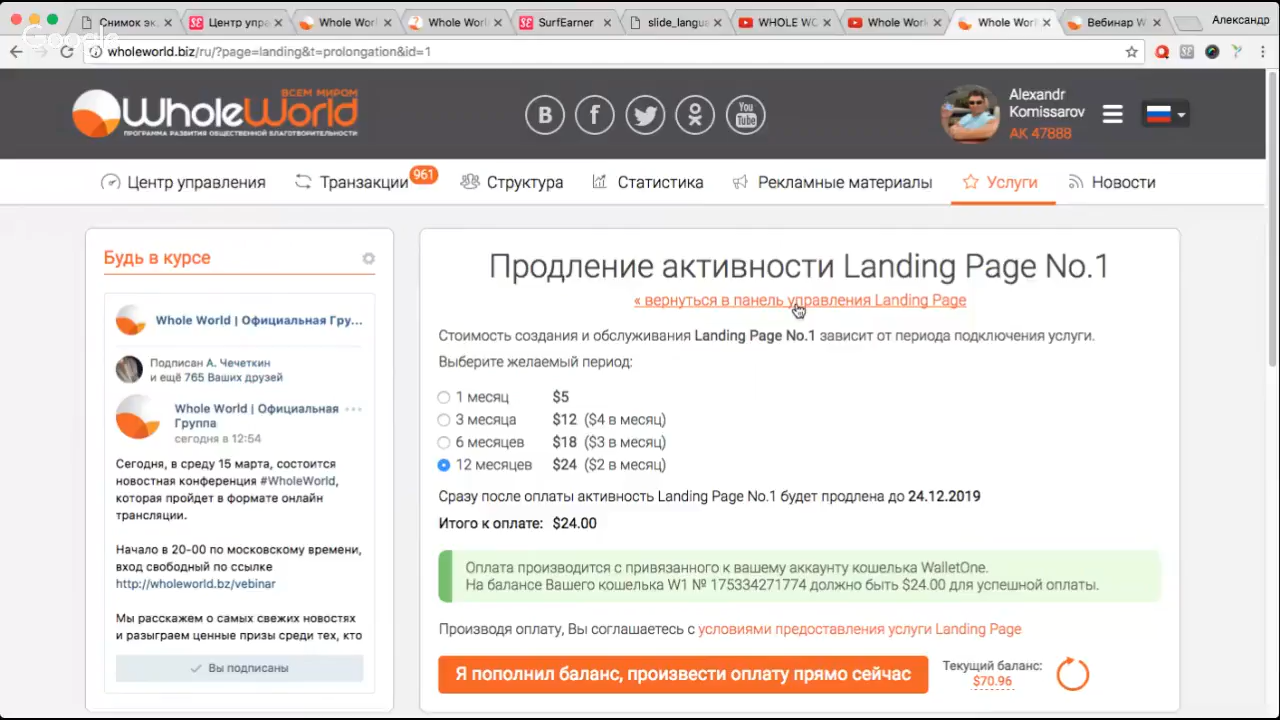 Снимок эк
Центр упра
Whole World
Whole World
SurfEarner
slide_langua
WHOLE WO
Whole World
Whole World
Вебинар W
Александр
Google
wholeworld.biz/ru/?page=landing&t=prolongation&id=1
ВСЕМ МИРОМ
WholeWorld
ПРОГРАММА РАЗВИТИЯ ОБЩЕСТВЕННОЙ БЛАГОТВОРИТЕЛЬНОСТИ
You Tube
Alexandr
Komissarov
AK 47888
Центр управления
Транзакции 961
Структура
Статистика
Рекламные материалы
Услуги
Новости
Будь в курсе
Whole World | Официальная Гру...
Подписан А. Чечеткин
и ещё 765 Ваших друзей
Whole World | Официальная
Группа
сегодня в 12:54
Сегодня, в среду 15 марта, состоится
новостная конференция #WholeWorld,
которая пройдет в формате онлайн
трансляции.
Начало в 20-00 по московскому времени,
вход свободный по ссылке
http://wholeworld.bz/vebinar
Мы расскажем о самых свежих новостях
и разыграем ценные призы среди тех, кто
Вы подписаны
Продление активности Landing Page No.1
« вернуться в панель управления Landing Page
Стоимость создания и обслуживания Landing Page No.1 зависит от периода подключения услуги.
Выберите желаемый период:
1 месяц $5
3 месяца $12 ($4 в месяц)
6 месяцев $18 ($3 в месяц)
12 месяцев $24 ($2 в месяц)
Сразу после оплаты активность Landing Page No.1 будет продлена до 24.12.2019
Итого к оплате: $24.00
Оплата производится с привязанного к вашему аккаунту кошелька WalletOne.
На балансе Вашего кошелька W1 № 175334271774 должно быть $24.00 для успешной оплаты.
Производя оплату, Вы соглашаетесь с условиями предоставления услуги Landing Page
Я пополнил баланс, произвести оплату прямо сейчас
Текущий баланс:
$70.96